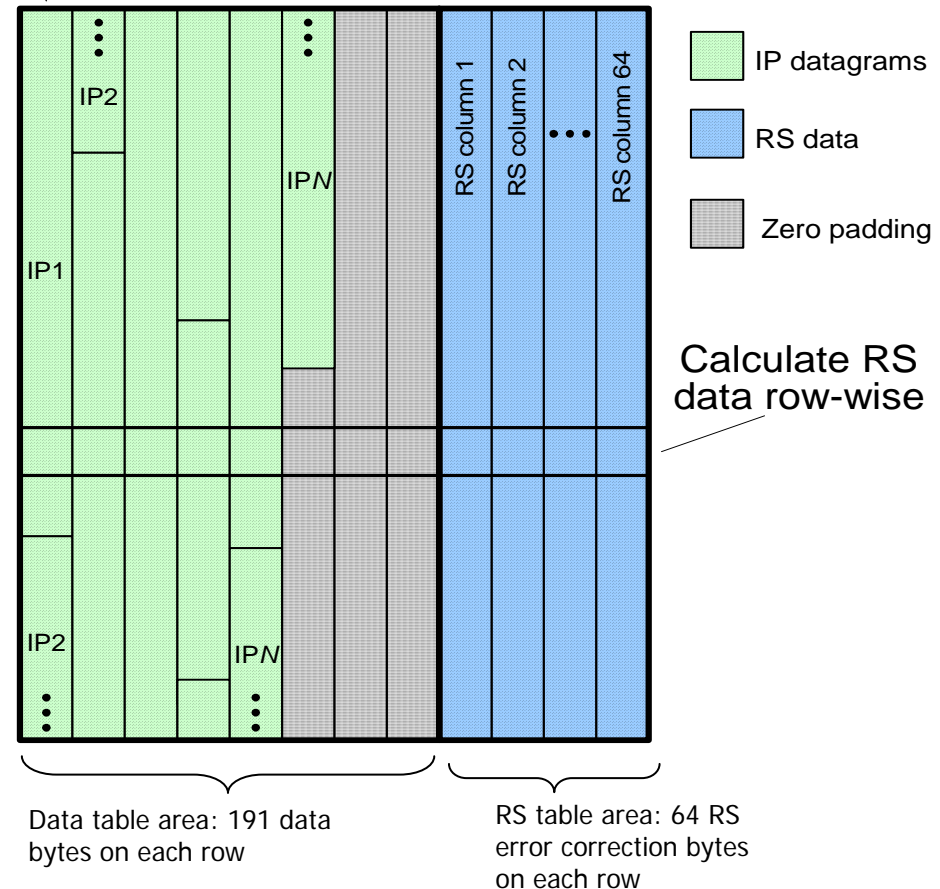 IP1
IP2
IP2
IPN
IPN
RS column 1
RS column 2
RS column 64
IP datagrams
RS data
Zero padding
Calculate RS
data row-wise
Data table area: 191 data
bytes on each row
RS table area: 64 RS
error correction bytes
on each row